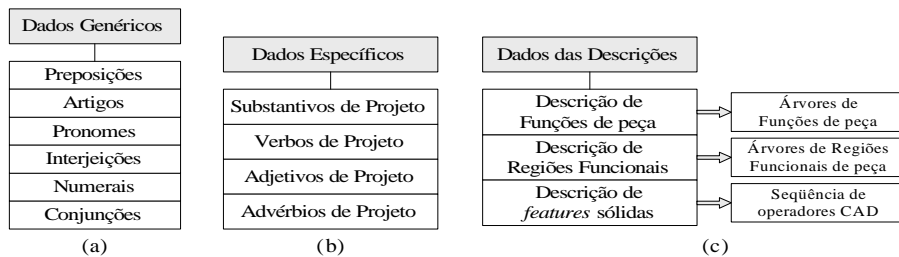 Dados Genéricos
Preposições
Artigos
Pronomes
Interjeições
Numerais
Conjunções
(a)
Dados Específicos
Substantivos de Projeto
Verbos de Projeto
Adjetivos de Projeto
Advérbios de Projeto
(b)
Dados das Descrições
Descrição de
Funções de peça
Árvores de
Funções de peça
Descrição de
Regiões Funcionais
Árvores de Regiões
Funcionais de peça
Descrição de
features sólidas
Seqüência de
operadores CAD
(c)